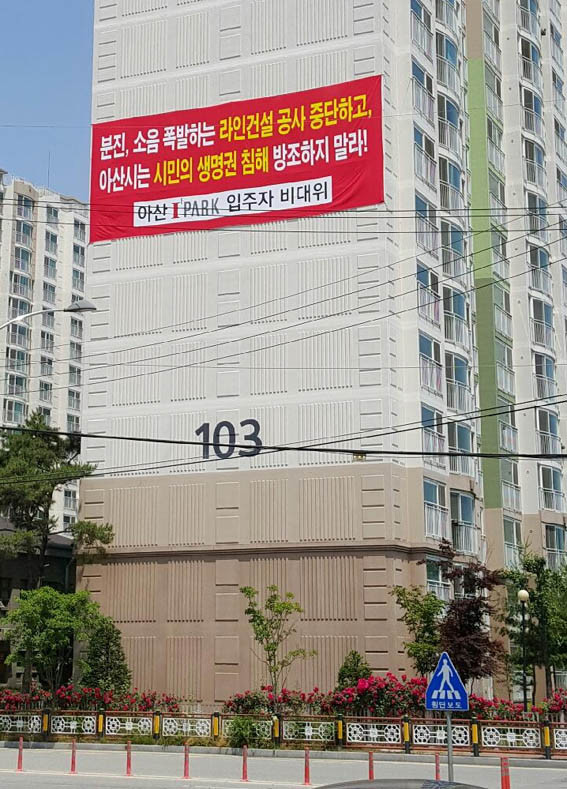 분진, 소음 폭발하는 라인건설 공사 중단하고,
아산시는 시민의 생명권 침해 방조하지 말라!
아산 I'PARK 입주자 비대위
103
횡단보도